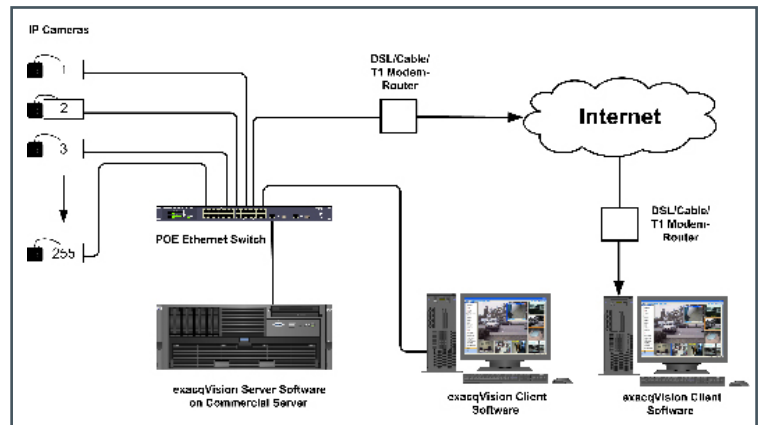 IP Cameras
1
2
3
255
DSL/Cable/
T1 Modem-
Router
Internet
DSL/Cable/
T1 Modem-
Router
POE Ethernet Switch
exacqVision Server Software
on Commercial Server
exacqVision Client
Software
exacqVision Client
Software